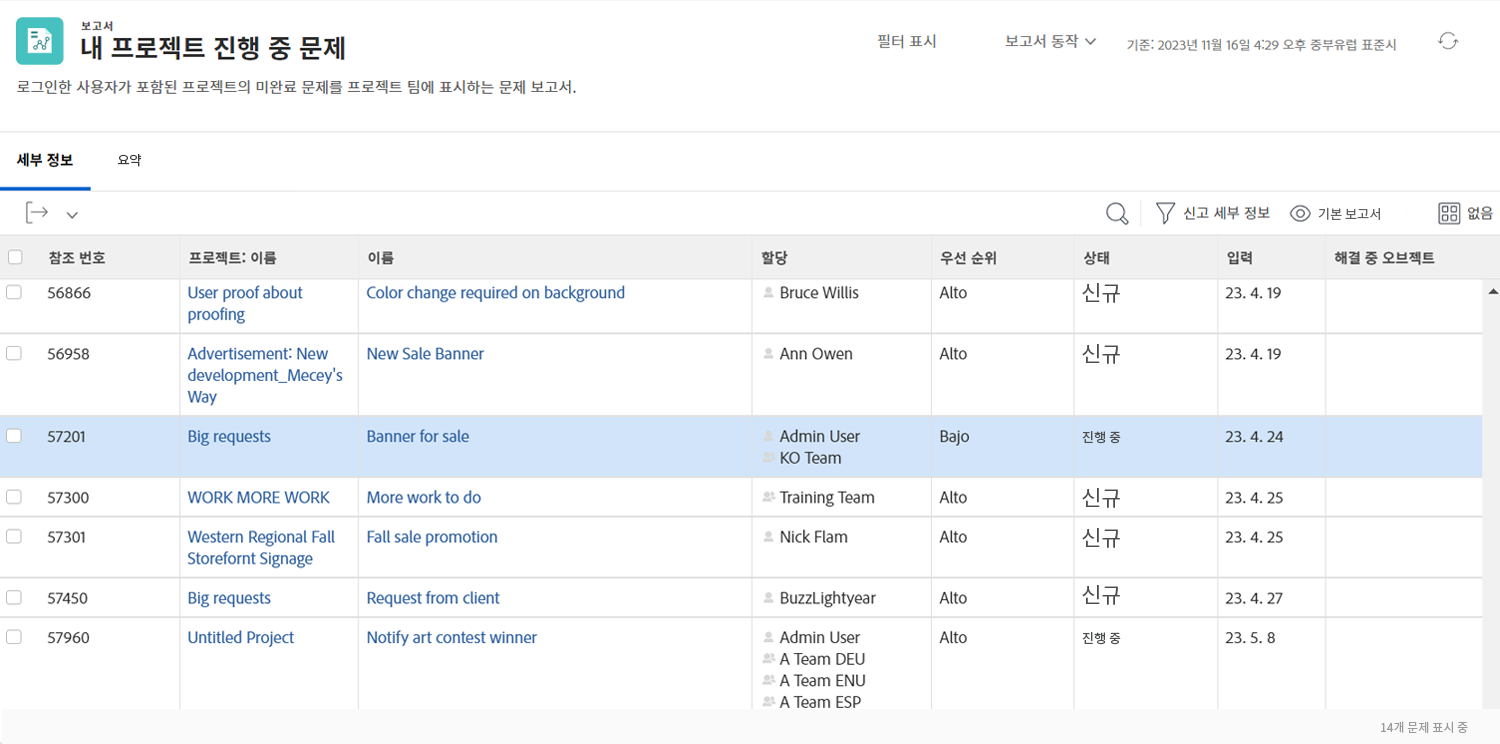 보고서
내 프로젝트 진행 중 문제
필터 표시
보고서 동작
기준: 2023년 11월 16일 4:29 오후 중부유럽 표준시
로그인한 사용자가 포함된 프로젝트의 미완료 문제를 프로젝트 팀에 표시하는 문제 보고서.
세부 정보
요약
신고 세부 정보
기본 보고서
없음
참조 번호
프로젝트: 이름
이름
할당
우선 순위
상태
입력
해결 중 오브젝트
56866
User proof about
proofing
Color change required on background
Bruce Willis
Alto
신규
23. 4. 19
56958
Advertisement: New
development_Mecey's
Way
New Sale Banner
Ann Owen
Alto
신규
23. 4. 19
57201
Big requests
Banner for sale
Admin User
KO Team
Bajo
진행 중
23. 4. 24
57300
WORK MORE WORK
More work to do
Training Team
Alto
신규
23. 4. 25
57301
Western Regional Fall
Storefornt Signage
Fall sale promotion
Nick Flam
Alto
신규
23. 4. 25
57450
Big requests
Request from client
BuzzLightyear
Alto
신규
23. 4. 27
57960
Untitled Project
Notify art contest winner
Admin User
A Team DEU
A Team ENU
A Team ESP
Alto
진행 중
23. 5. 8
14개 문제 표시 중